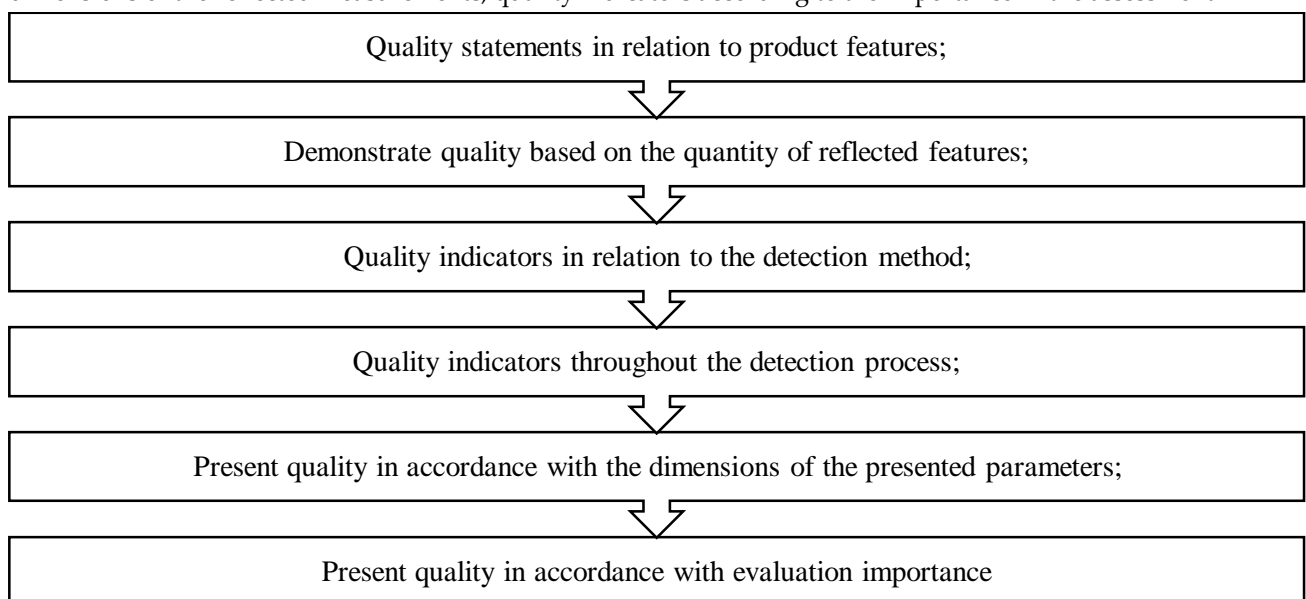 Quality statements in relation to product features;
Demonstrate quality based on the quantity of reflected features;
Quality indicators in relation to the detection method;
Quality indicators throughout the detection process;
Present quality in accordance with the dimensions of the presented parameters;
Present quality in accordance with evaluation importance